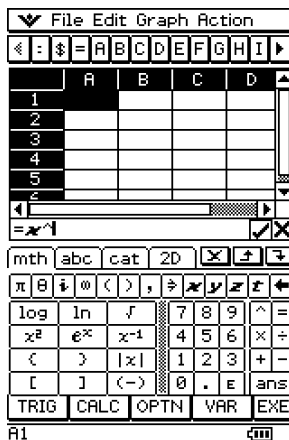 File Edit Graph Action
: $ = A B C D E F G H I
A B C D
1
2
3
4
5
=x^
mth abc cat 2D
π θ i ∞ ( ) , ⇒ x y z t ←
log ln √ 7 8 9 ^ =
x² eˣ x⁻¹ 4 5 6 × ÷
{ } |x| 1 2 3 + −
[ ] (−) 0 . E ans
TRIG CALC OPTN VAR EXE
A1